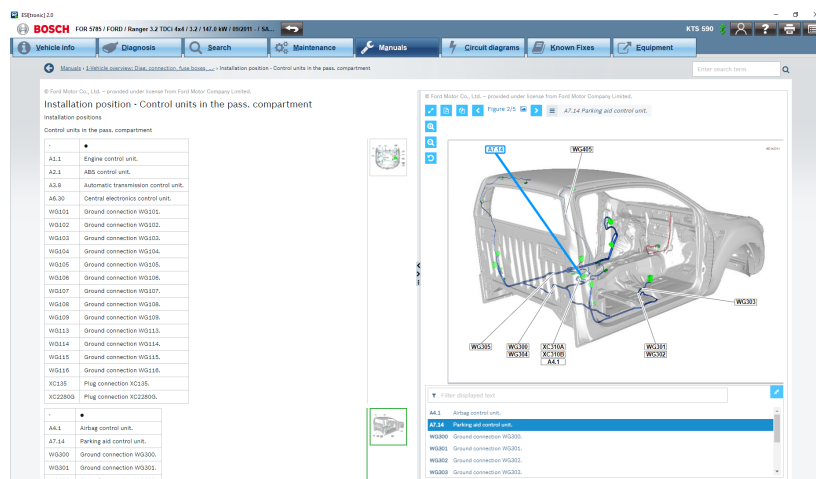 ESI[tronic] 2.0
BOSCH FOR 5785 / FORD / Ranger 3.2 TDCi 4x4 / 3.2 / 147.0 kW / 09/2011 - / SA... KTS 590
Vehicle info Diagnosis Search Maintenance Manuals Circuit diagrams Known Fixes Equipment
Manuals › 1-Vehicle overview: Diag. connection, fuse boxes, ... › Installation position - Control units in the pass. compartment
Enter search term
© Ford Motor Co., Ltd. – provided under license from Ford Motor Company Limited.
Installation position - Control units in the pass. compartment
Installation positions
Control units in the pass. compartment
- ●
A1.1 Engine control unit.
A2.1 ABS control unit.
A3.8 Automatic transmission control unit.
A6.30 Central electronics control unit.
WG101 Ground connection WG101.
WG102 Ground connection WG102.
WG103 Ground connection WG103.
WG104 Ground connection WG104.
WG105 Ground connection WG105.
WG106 Ground connection WG106.
WG107 Ground connection WG107.
WG108 Ground connection WG108.
WG109 Ground connection WG109.
WG113 Ground connection WG113.
WG114 Ground connection WG114.
WG115 Ground connection WG115.
WG116 Ground connection WG116.
XC135 Plug connection XC135.
XC2280G Plug connection XC2280G.
- ●
A4.1 Airbag control unit.
A7.14 Parking aid control unit.
WG300 Ground connection WG300.
WG301 Ground connection WG301.
© Ford Motor Co., Ltd. – provided under license from Ford Motor Company Limited.
Figure 2/5 A7.14 Parking aid control unit.
A7.14
WG405
WG303
WG305
WG300
WG304
XC310A
XC310B
A4.1
WG301
WG302
Filter displayed text
A4.1 Airbag control unit.
A7.14 Parking aid control unit.
WG300 Ground connection WG300.
WG301 Ground connection WG301.
WG302 Ground connection WG302.
WG303 Ground connection WG303.